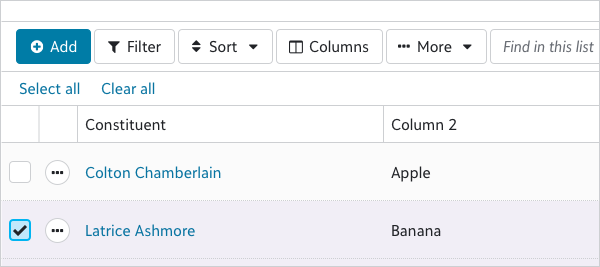 Add Filter Sort Columns More Find in this list
Select all Clear all
Constituent Column 2
Colton Chamberlain Apple
Latrice Ashmore Banana